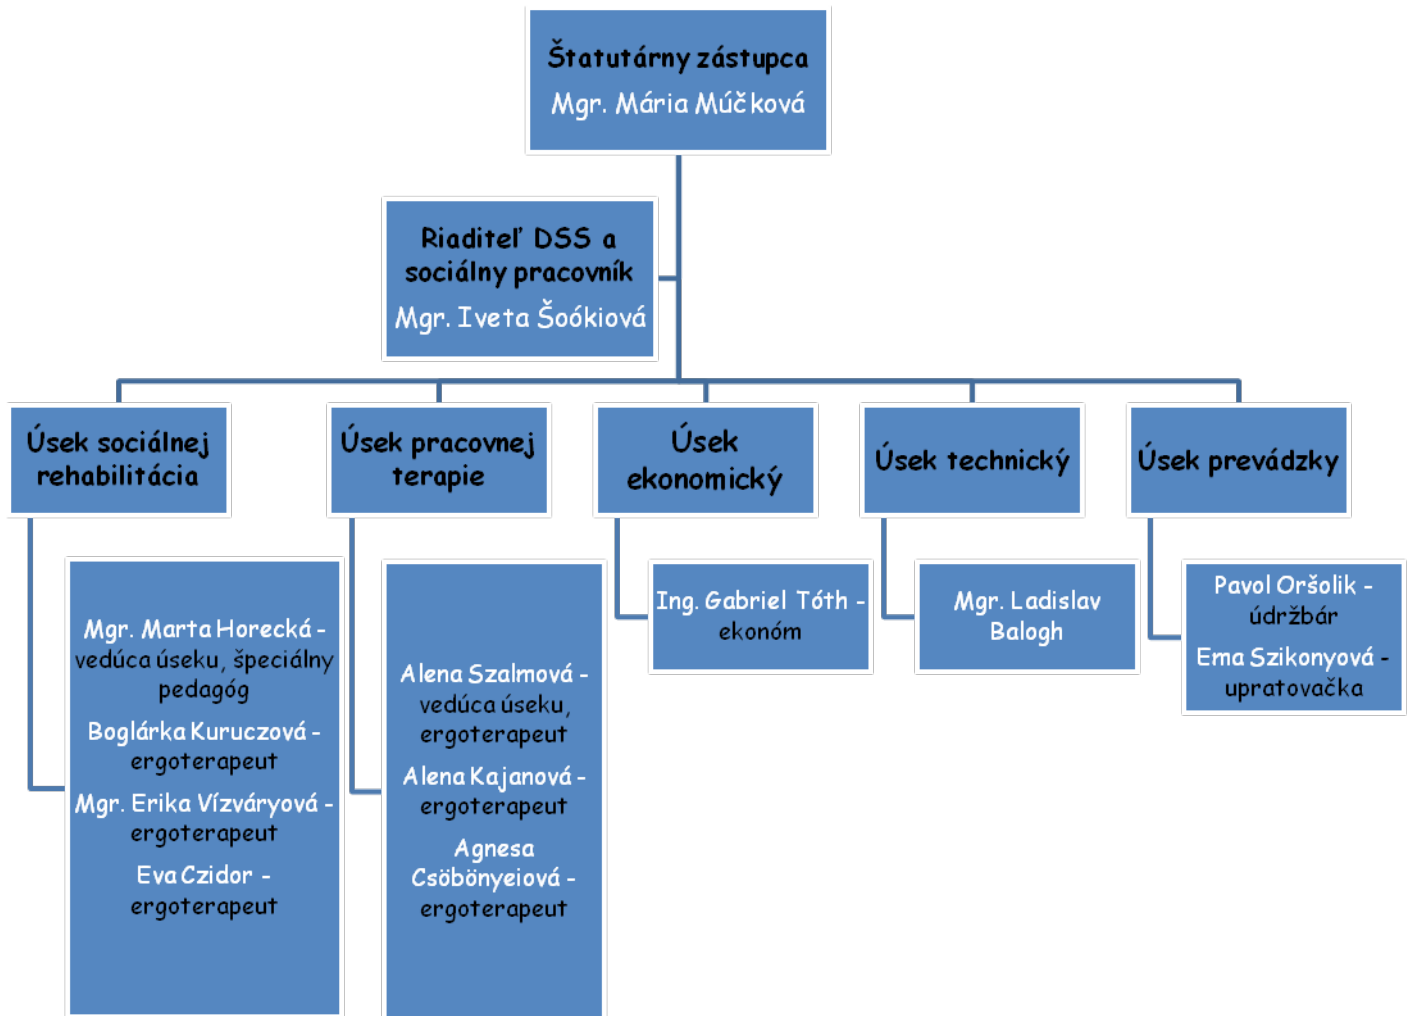 Štatutárny zástupca
Mgr. Mária Múčková
Riaditeľ DSS a
sociálny pracovník
Mgr. Iveta Šoókiová
Úsek sociálnej
rehabilitácia
Úsek pracovnej
terapie
Úsek
ekonomický
Úsek technický
Úsek prevádzky
Mgr. Marta Horecká -
vedúca úseku, špeciálny
pedagóg
Boglárka Kuruczová -
ergoterapeut
Mgr. Erika Vízváryová -
ergoterapeut
Eva Czidor -
ergoterapeut
Alena Szalmová -
vedúca úseku,
ergoterapeut
Alena Kajanová -
ergoterapeut
Agnesa
Csöbönyeiová -
ergoterapeut
Ing. Gabriel Tóth -
ekonóm
Mgr. Ladislav
Balogh
Pavol Oršolik -
údržbár
Ema Szikonyová -
upratovačka